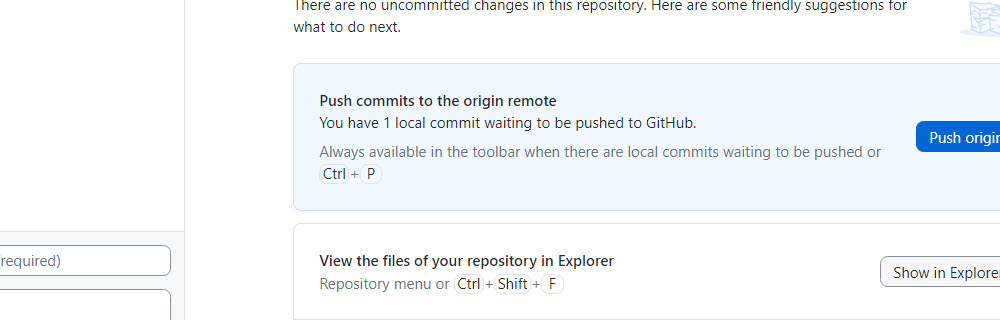 There are no uncommitted changes in this repository. Here are some friendly suggestions for
what to do next.
Push commits to the origin remote
You have 1 local commit waiting to be pushed to GitHub.
Always available in the toolbar when there are local commits waiting to be pushed or
Ctrl + P
Push origin
View the files of your repository in Explorer
Repository menu or Ctrl + Shift + F
Show in Explorer
required)